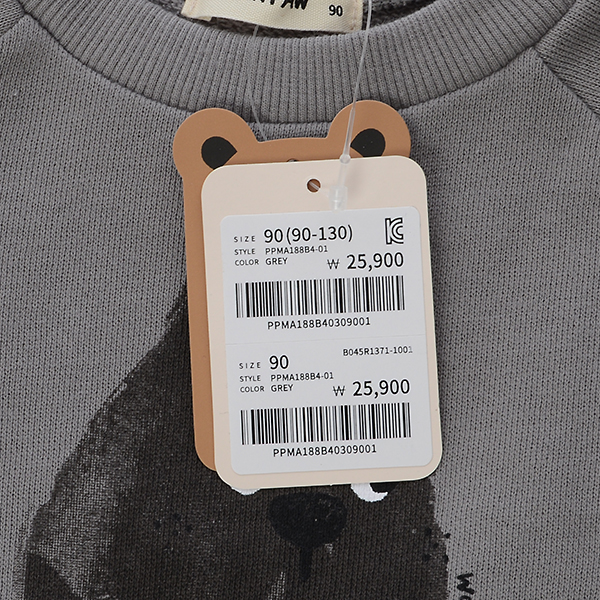 90
SIZE 90(90-130)
STYLE PPMA188B4-01
COLOR GREY ₩ 25,900
PPMA188B40309001
SIZE 90 B045R1371-1001
STYLE PPMA188B4-01
COLOR GREY ₩ 25,900
PPMA188B40309001